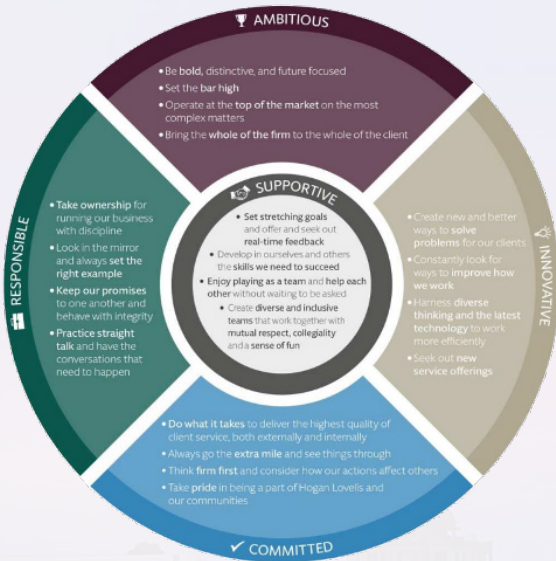 AMBITIOUS
• Be bold, distinctive, and future focused
• Set the bar high
• Operate at the top of the market on the most
complex matters
• Bring the whole of the firm to the whole of the client
RESPONSIBLE
• Take ownership for
running our business
with discipline
• Look in the mirror
and always set the
right example
• Keep our promises
to one another and
behave with integrity
• Practice straight
talk and have the
conversations that
need to happen
SUPPORTIVE
• Set stretching goals
and offer and seek out
real-time feedback
• Develop in ourselves and others
the skills we need to succeed
• Enjoy playing as a team and help each
other without waiting to be asked
• Create diverse and inclusive
teams that work together with
mutual respect, collegiality
and a sense of fun
INNOVATIVE
• Create new and better
ways to solve
problems for our clients
• Constantly look for
ways to improve how
we work
• Harness diverse
thinking and the latest
technology to work
more efficiently
• Seek out new
service offerings
• Do what it takes to deliver the highest quality of
client service, both externally and internally
• Always go the extra mile and see things through
• Think firm first and consider how our actions affect others
• Take pride in being a part of Hogan Lovells and
our communities
COMMITTED